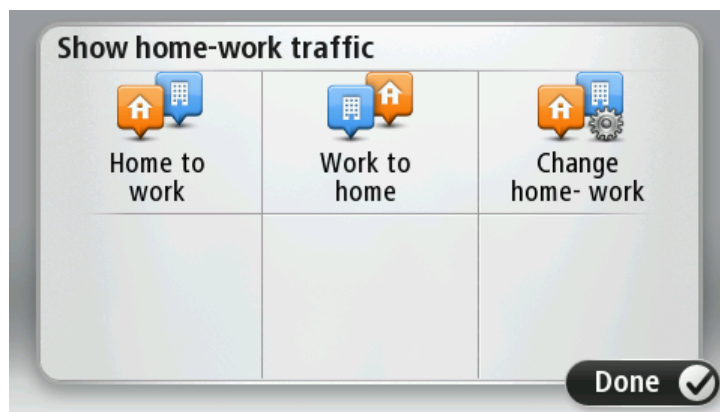 Show home-work traffic
Home to
work
Work to
home
Change
home- work
Done